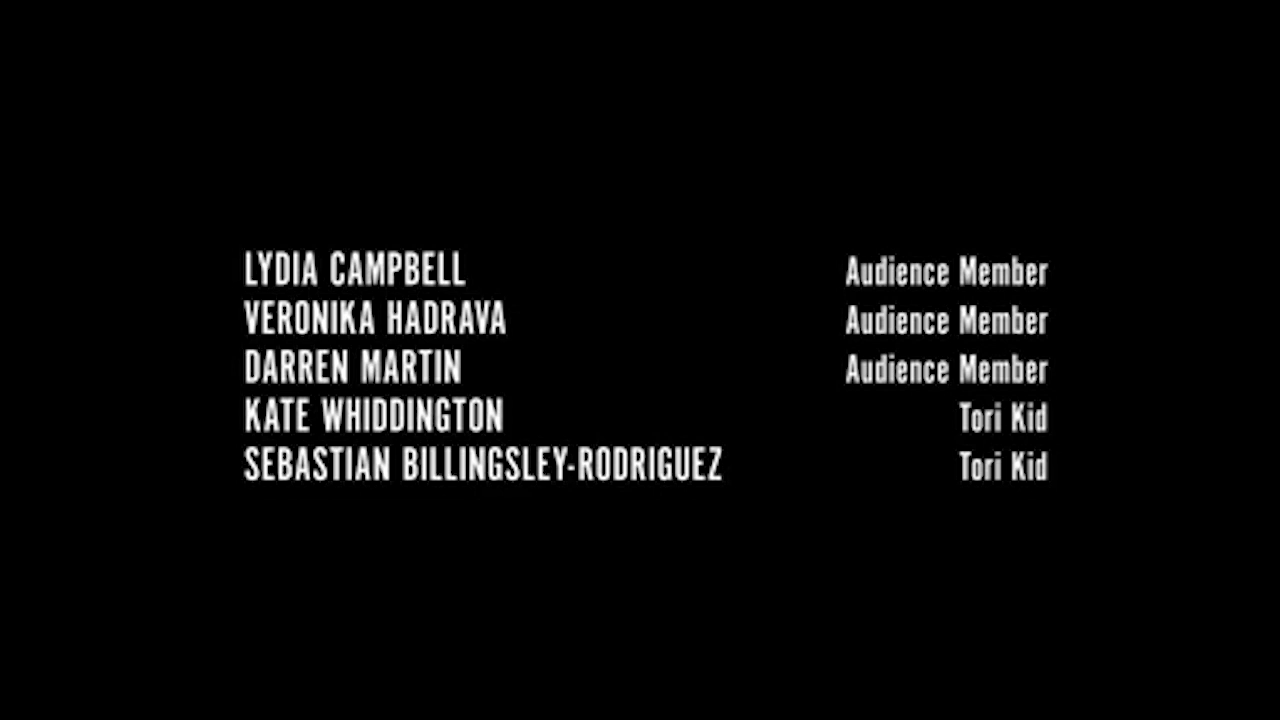 LYDIA CAMPBELL Audience Member
VERONIKA HADRAVA Audience Member
DARREN MARTIN Audience Member
KATE WHIDDINGTON Tori Kid
SEBASTIAN BILLINGSLEY-RODRIGUEZ Tori Kid